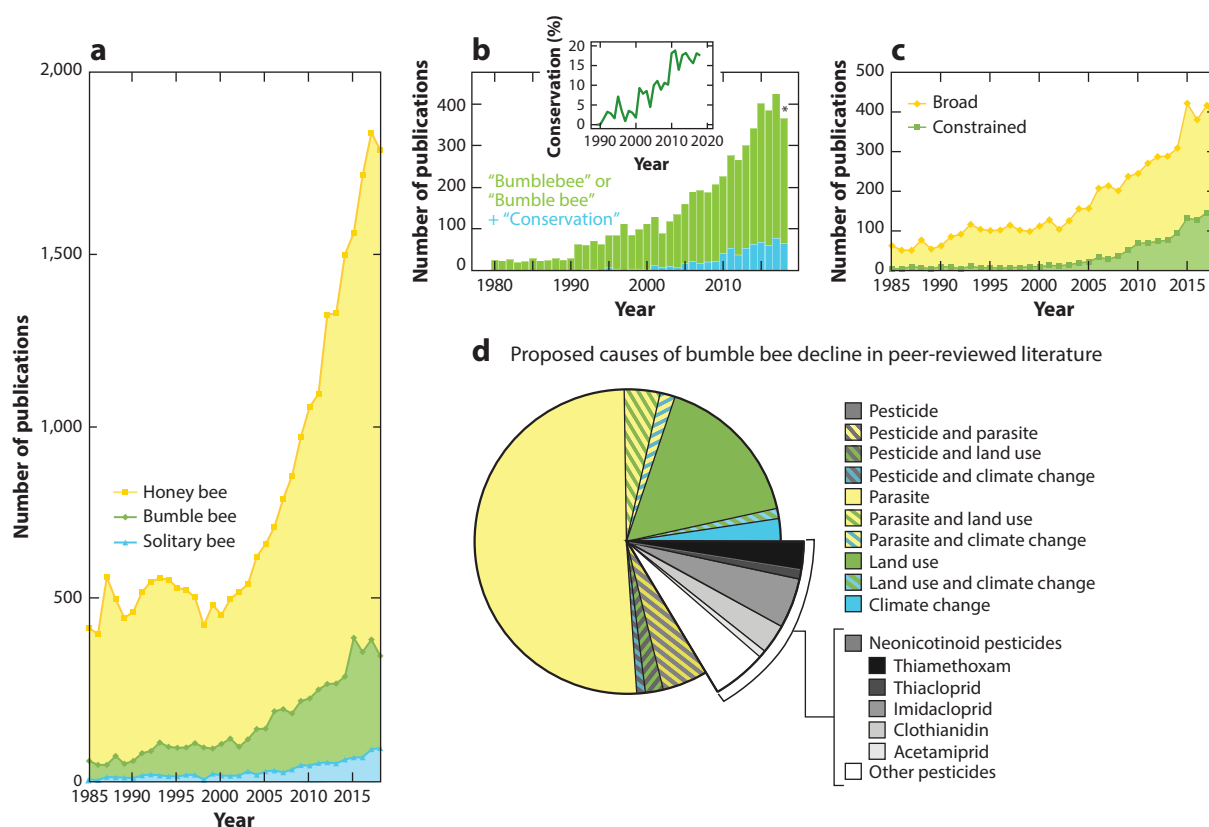 a
2,000
1,500
1,000
500
0
Number of publications
Honey bee
Bumble bee
Solitary bee
1985 1990 1995 2000 2005 2010 2015
Year
b
Conservation (%)
20
15
10
5
0
1990 2000 2010 2020
Year
400
300
200
100
0
Number of publications
*
"Bumblebee" or
"Bumble bee"
+ "Conservation"
1980 1990 2000 2010
Year
c
500
400
300
200
100
0
Number of publications
Broad
Constrained
1985 1990 1995 2000 2005 2010 2015
Year
d Proposed causes of bumble bee decline in peer-reviewed literature
Pesticide
Pesticide and parasite
Pesticide and land use
Pesticide and climate change
Parasite
Parasite and land use
Parasite and climate change
Land use
Land use and climate change
Climate change
Neonicotinoid pesticides
Thiamethoxam
Thiacloprid
Imidacloprid
Clothianidin
Acetamiprid
Other pesticides